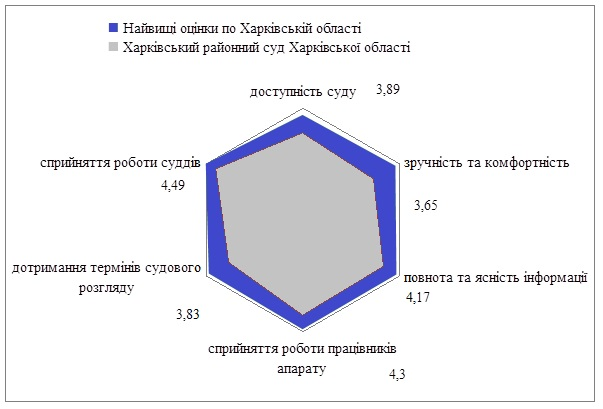 Найвищі оцінки по Харківській області
Харківський районний суд Харківської області
доступність суду
3,89
сприйняття роботи суддів
4,49
зручність та комфортність
3,65
дотримання термінів судового
розгляду
3,83
повнота та ясність інформації
4,17
сприйняття роботи працівників
апарату
4,3